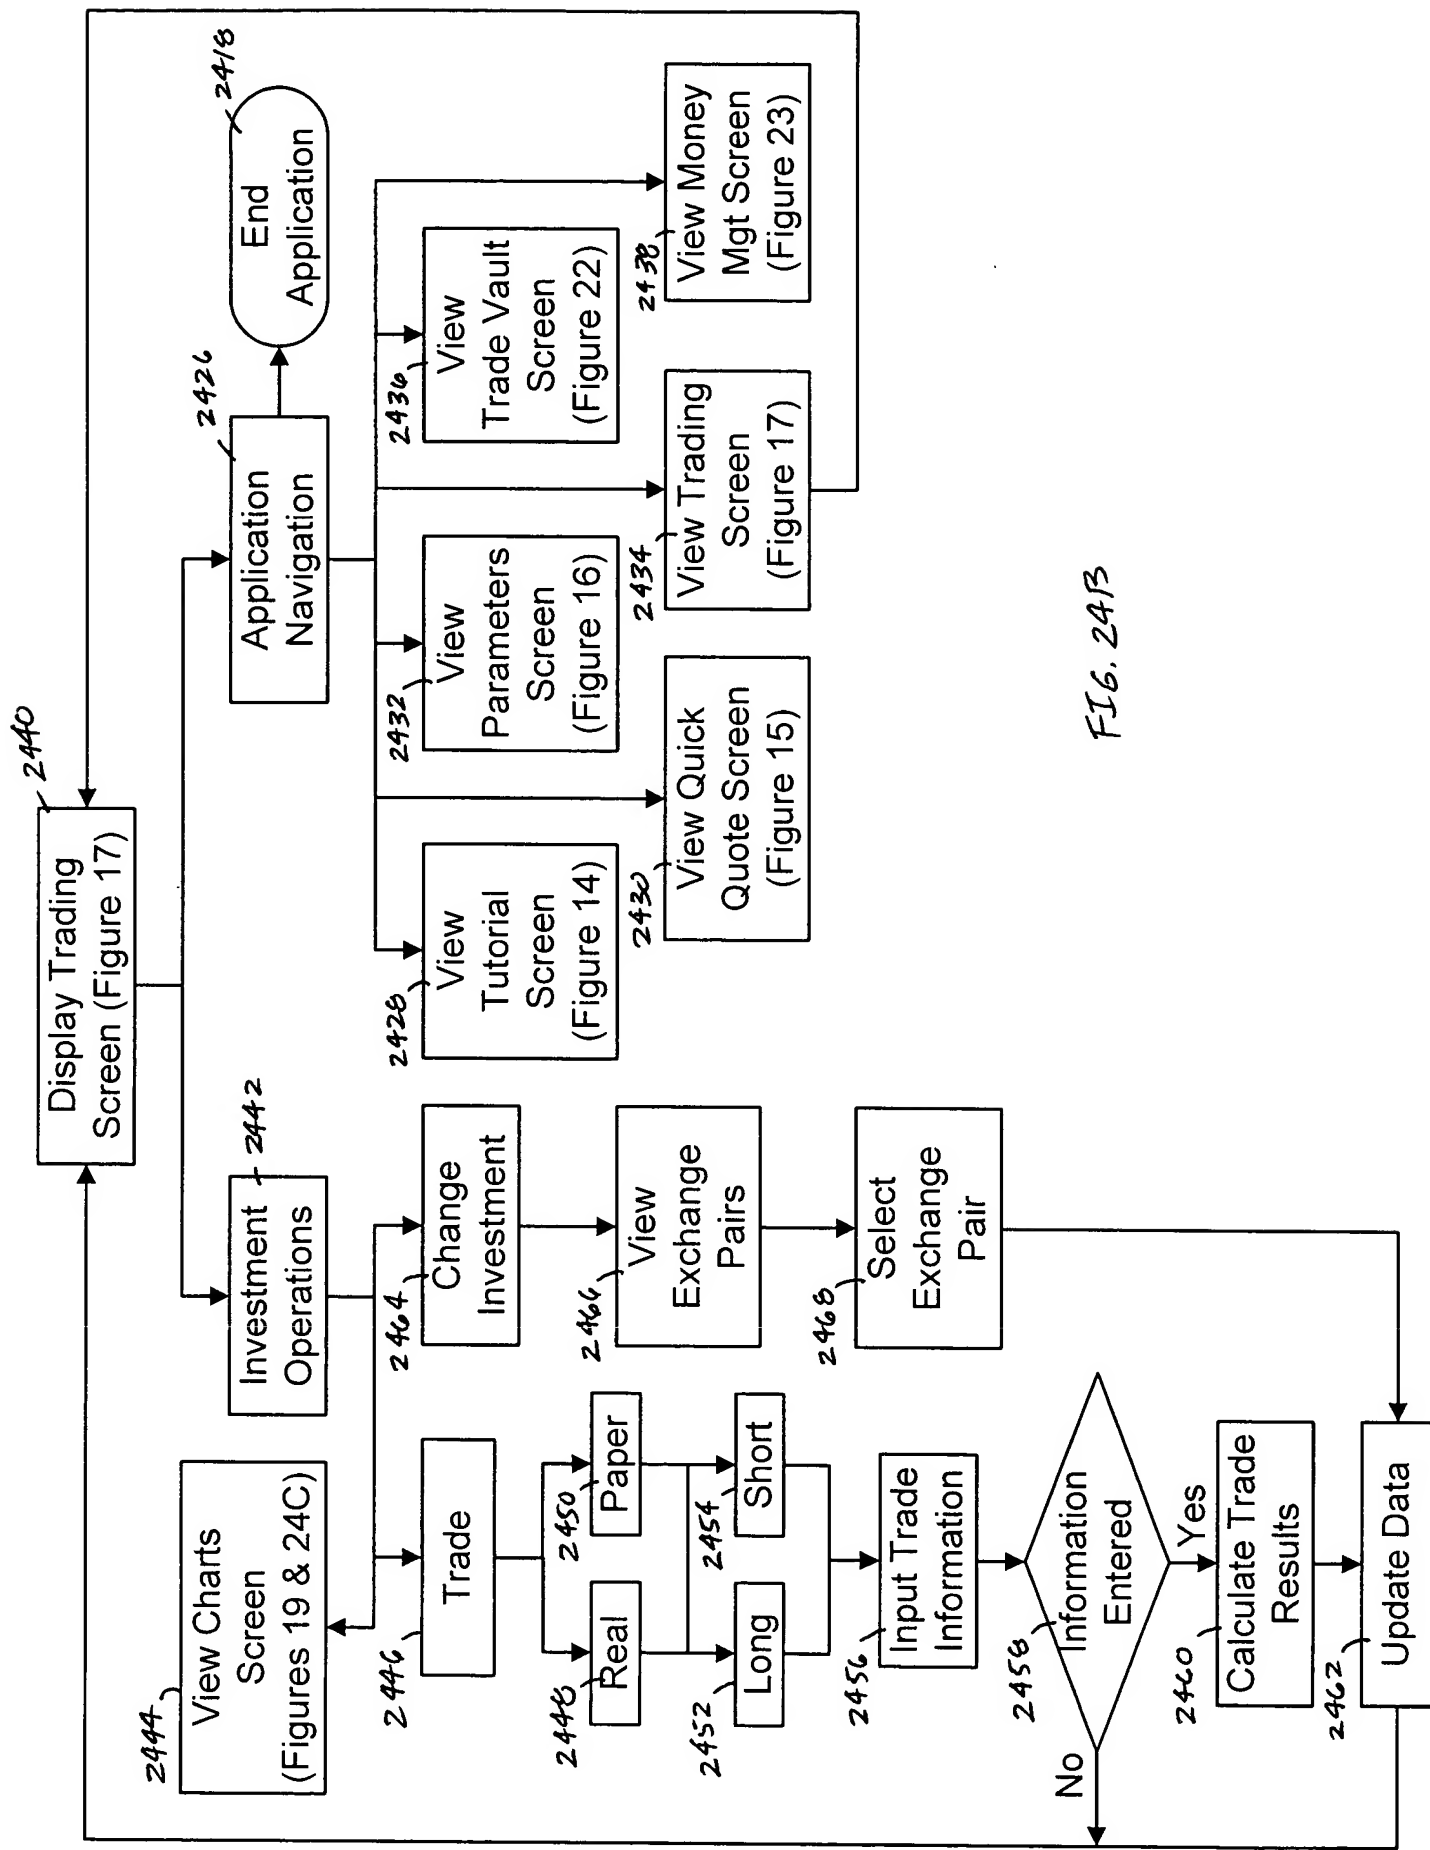 2440
Display Trading
Screen (Figure 17)
2444
View Charts
Screen
(Figures 19 & 24C)
2442
Investment
Operations
2426
Application
Navigation
2418
End
Application
2446
Trade
2464
Change
Investment
2428
View
Tutorial
Screen
(Figure 14)
2432
View
Parameters
Screen
(Figure 16)
2436
View
Trade Vault
Screen
(Figure 22)
2448
Real
2450
Paper
2466
View
Exchange
Pairs
2430
View Quick
Quote Screen
(Figure 15)
2434
View Trading
Screen
(Figure 17)
2438
View Money
Mgt Screen
(Figure 23)
2452
Long
2454
Short
2456
Input Trade
Information
2468
Select
Exchange
Pair
2458
Information
Entered
No
Yes
2460
Calculate Trade
Results
2462
Update Data
FIG. 24B